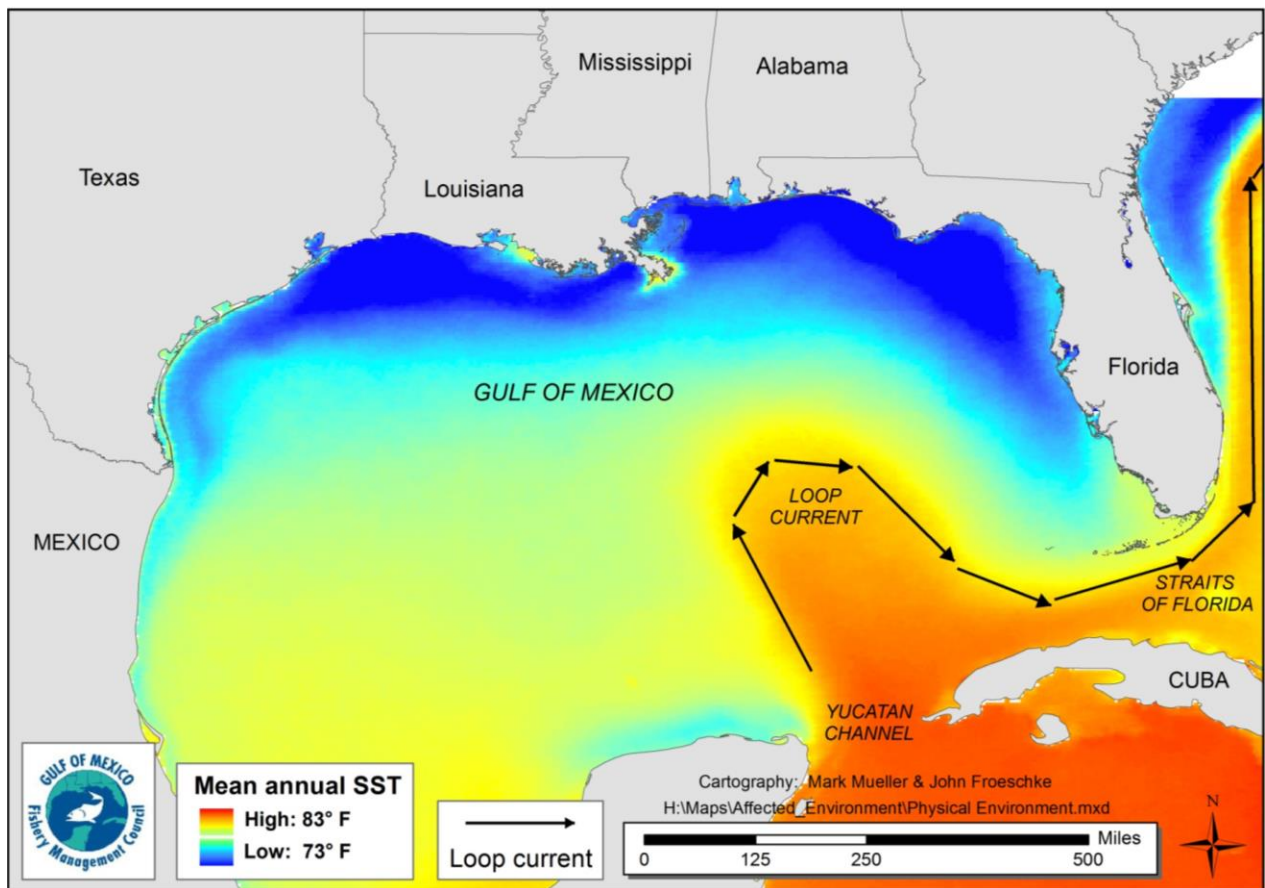 Mississippi
Alabama
Texas
Louisiana
GULF OF MEXICO
Florida
LOOP
CURRENT
MEXICO
STRAITS
OF FLORIDA
CUBA
YUCATAN
CHANNEL
GULF OF MEXICO
Fishery Management Council
Mean annual SST
High: 83° F
Low: 73° F
Loop current
Cartography: Mark Mueller & John Froeschke
H:\Maps\Affected_Environment\Physical Environment.mxd
Miles
0 125 250 500
N